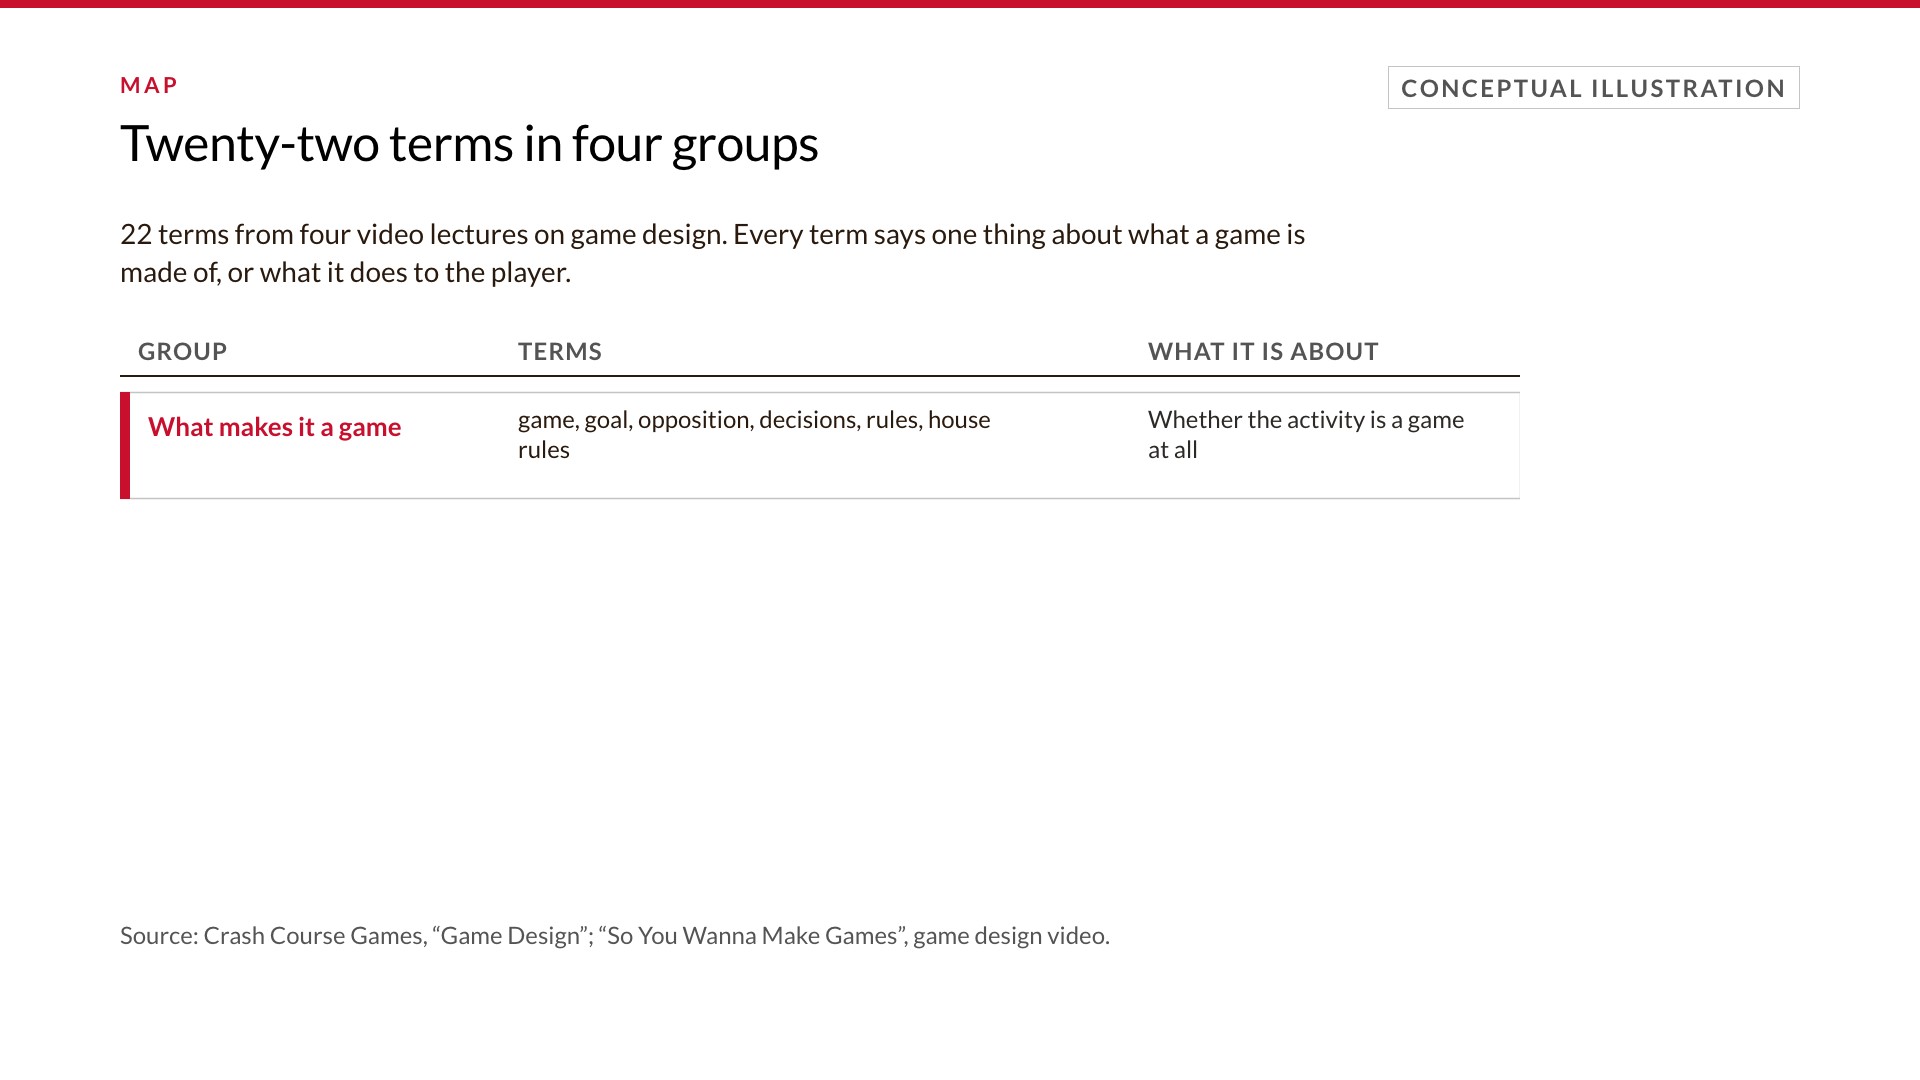 MAP
CONCEPTUAL ILLUSTRATION
Twenty-two terms in four groups
22 terms from four video lectures on game design. Every term says one thing about what a game is
made of, or what it does to the player.
GROUP TERMS WHAT IT IS ABOUT
What makes it a game
game, goal, opposition, decisions, rules, house
rules
Whether the activity is a game
at all
Source: Crash Course Games, “Game Design”; “So You Wanna Make Games”, game design video.